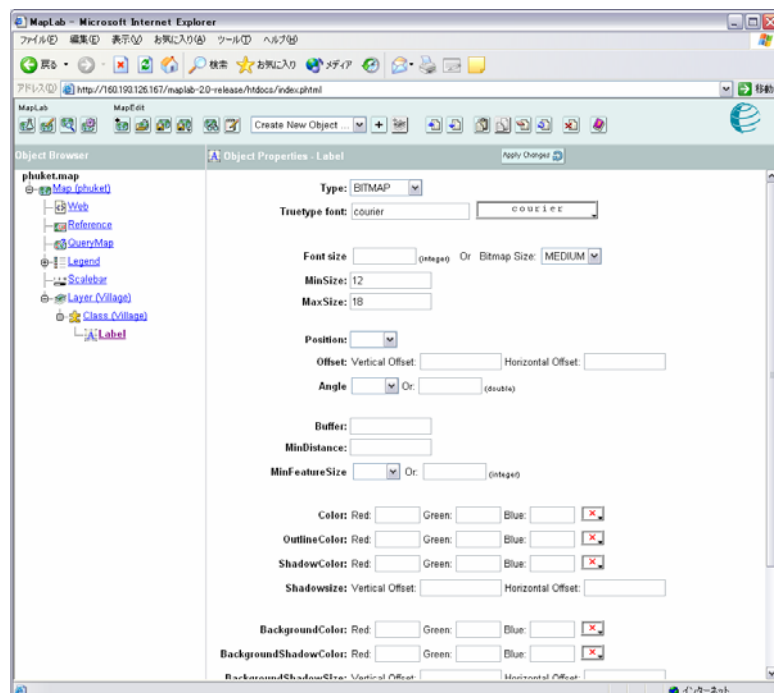 MapLab - Microsoft Internet Explorer
ファイル(F) 編集(E) 表示(V) お気に入り(A) ツール(T) ヘルプ(H)
戻る 検索 お気に入り メディア
アドレス(D) http://160.193.126.167/maplab-2.0-release/htdocs/index.phtml 移動
MapLab MapEdit
Create New Object ...
Object Browser
Object Properties - Label Apply Changes
phuket.map
Map (phuket)
Web
Reference
QueryMap
Legend
Scalebar
Layer (Village)
Class (Village)
Label
Type: BITMAP
Truetype font: courier courier
Font size (integer) Or Bitmap Size: MEDIUM
MinSize: 12
MaxSize: 18
Position:
Offset: Vertical Offset: Horizontal Offset:
Angle Or: (double)
Buffer:
MinDistance:
MinFeatureSize Or: (integer)
Color: Red: Green: Blue:
OutlineColor: Red: Green: Blue:
ShadowColor: Red: Green: Blue:
Shadowsize: Vertical Offset: Horizontal Offset:
BackgroundColor: Red: Green: Blue:
BackgroundShadowColor: Red: Green: Blue:
BackgroundShadowSize: Vertical Offset: Horizontal Offset:
インターネット